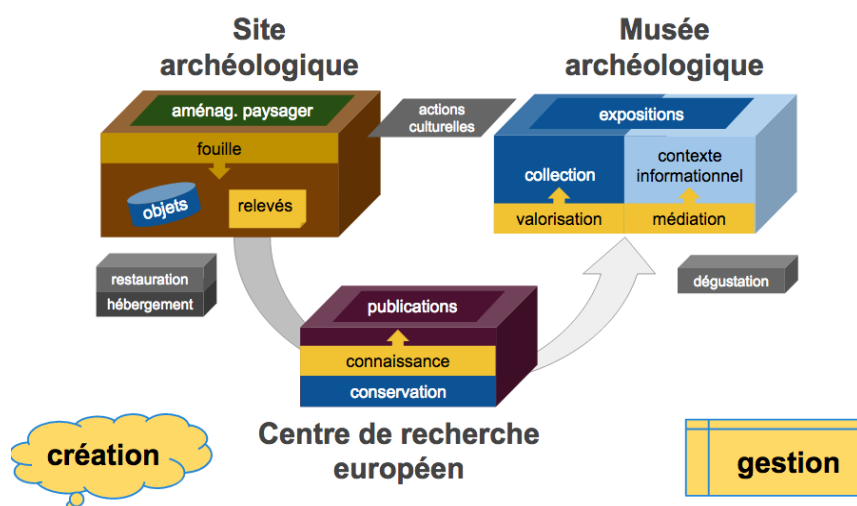 Site
archéologique
Musée
archéologique
aménag. paysager
actions
culturelles
expositions
fouille
objets
relevés
collection
contexte
informationnel
valorisation
médiation
restauration
hébergement
dégustation
publications
connaissance
conservation
Centre de recherche
européen
création
gestion